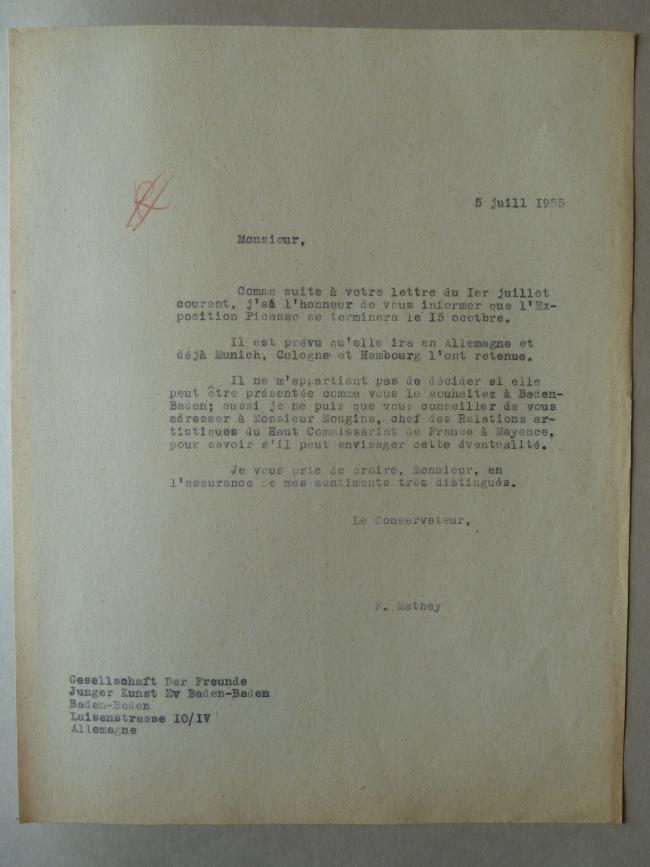 5 juill 1955
Monsieur,
Comme suite à votre lettre du Ier juillet
courant, j'ai l'honneur de vous informer que l'Ex-
position Picasso se terminera le 15 ocotbre.
Il est prévu qu'elle ira en Allemagne et
déjà Munich, Cologne et Hambourg l'ont retenue.
Il ne m'appartient pas de décider si elle
peut être présentée comme vous le souhaitez à Baden-
Baden; aussi je ne puis que vous conseiller de vous
adresser à Monsieur Mougins, chef des Relations ar-
tistiques du Haut Commissariat de France à Mayence,
pour savoir s'il peut envisager cette éventualité.
Je vous prie de croire, Monsieur, en
l'assurance de mes sentiments très distingués.
Le Conservateur,
F. Mathey
Gesellschaft Der Freunde
Junger Kunst Ev Baden-Baden
Baden-Baden
Luisenstrasse IO/IV
Allemagne